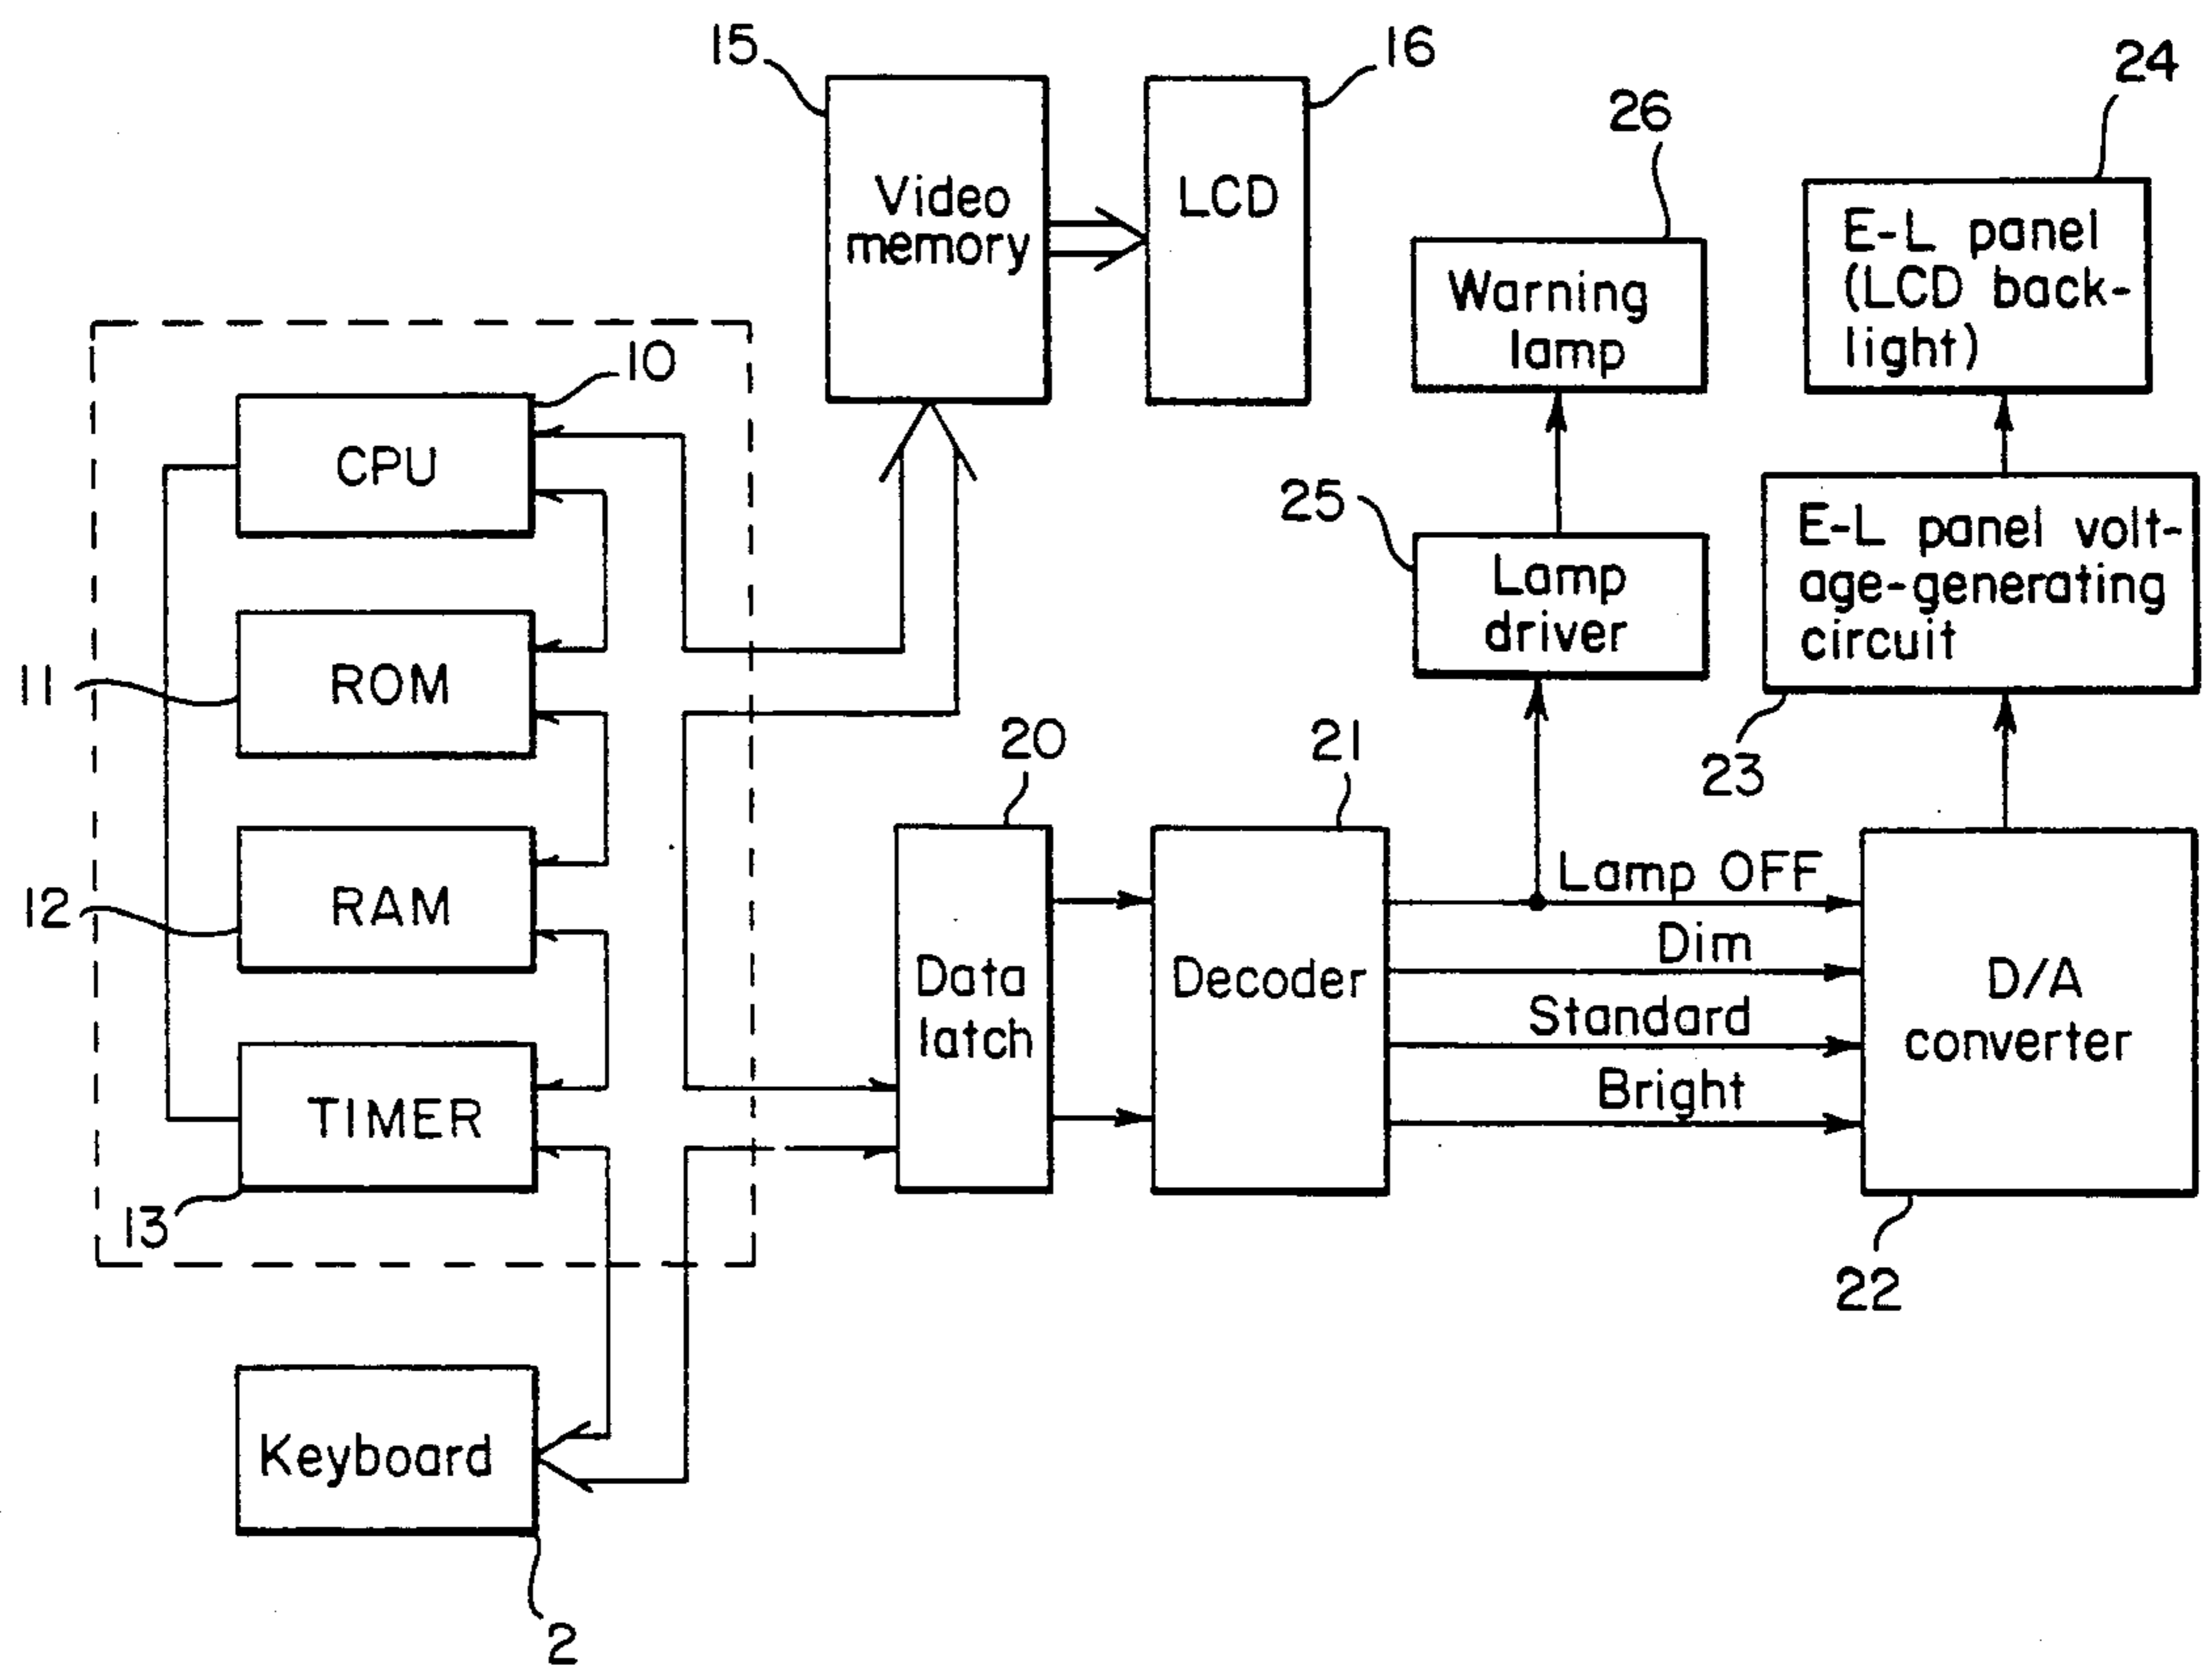 15
16
24
26
Video
memory
LCD
E-L panel
(LCD back-
light)
Warning
lamp
10
CPU
25
E-L panel volt-
age-generating
circuit
Lamp
driver
11
ROM
20
21
23
12
RAM
Lamp OFF
Dim
Standard
Bright
Data
latch
Decoder
D/A
converter
TIMER
13
22
Keyboard
2